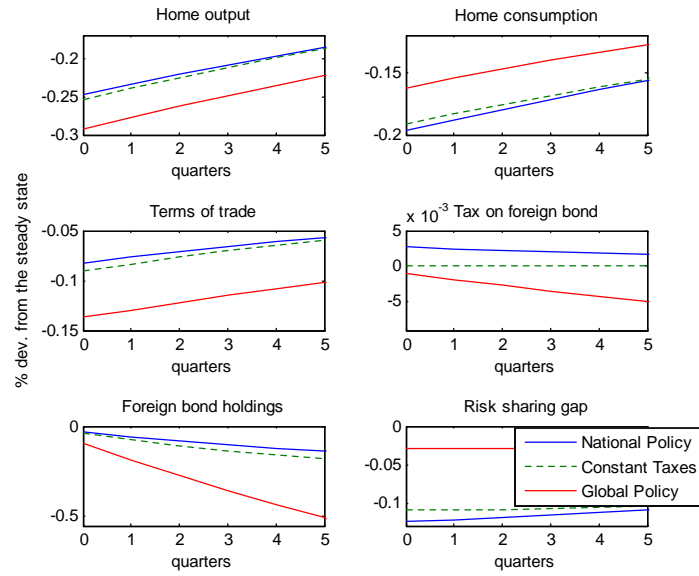 Home output
-0.2
-0.25
-0.3
0 1 2 3 4 5
quarters
Home consumption
-0.15
-0.2
0 1 2 3 4 5
quarters
% dev. from the steady state
Terms of trade
-0.05
-0.1
-0.15
0 1 2 3 4 5
quarters
x 10-3 Tax on foreign bond
5
0
-5
0 1 2 3 4 5
quarters
Foreign bond holdings
0
-0.5
0 1 2 3 4 5
quarters
Risk sharing gap
0
-0.05
-0.1
0 1 2 3 4 5
quarters
National Policy
Constant Taxes
Global Policy